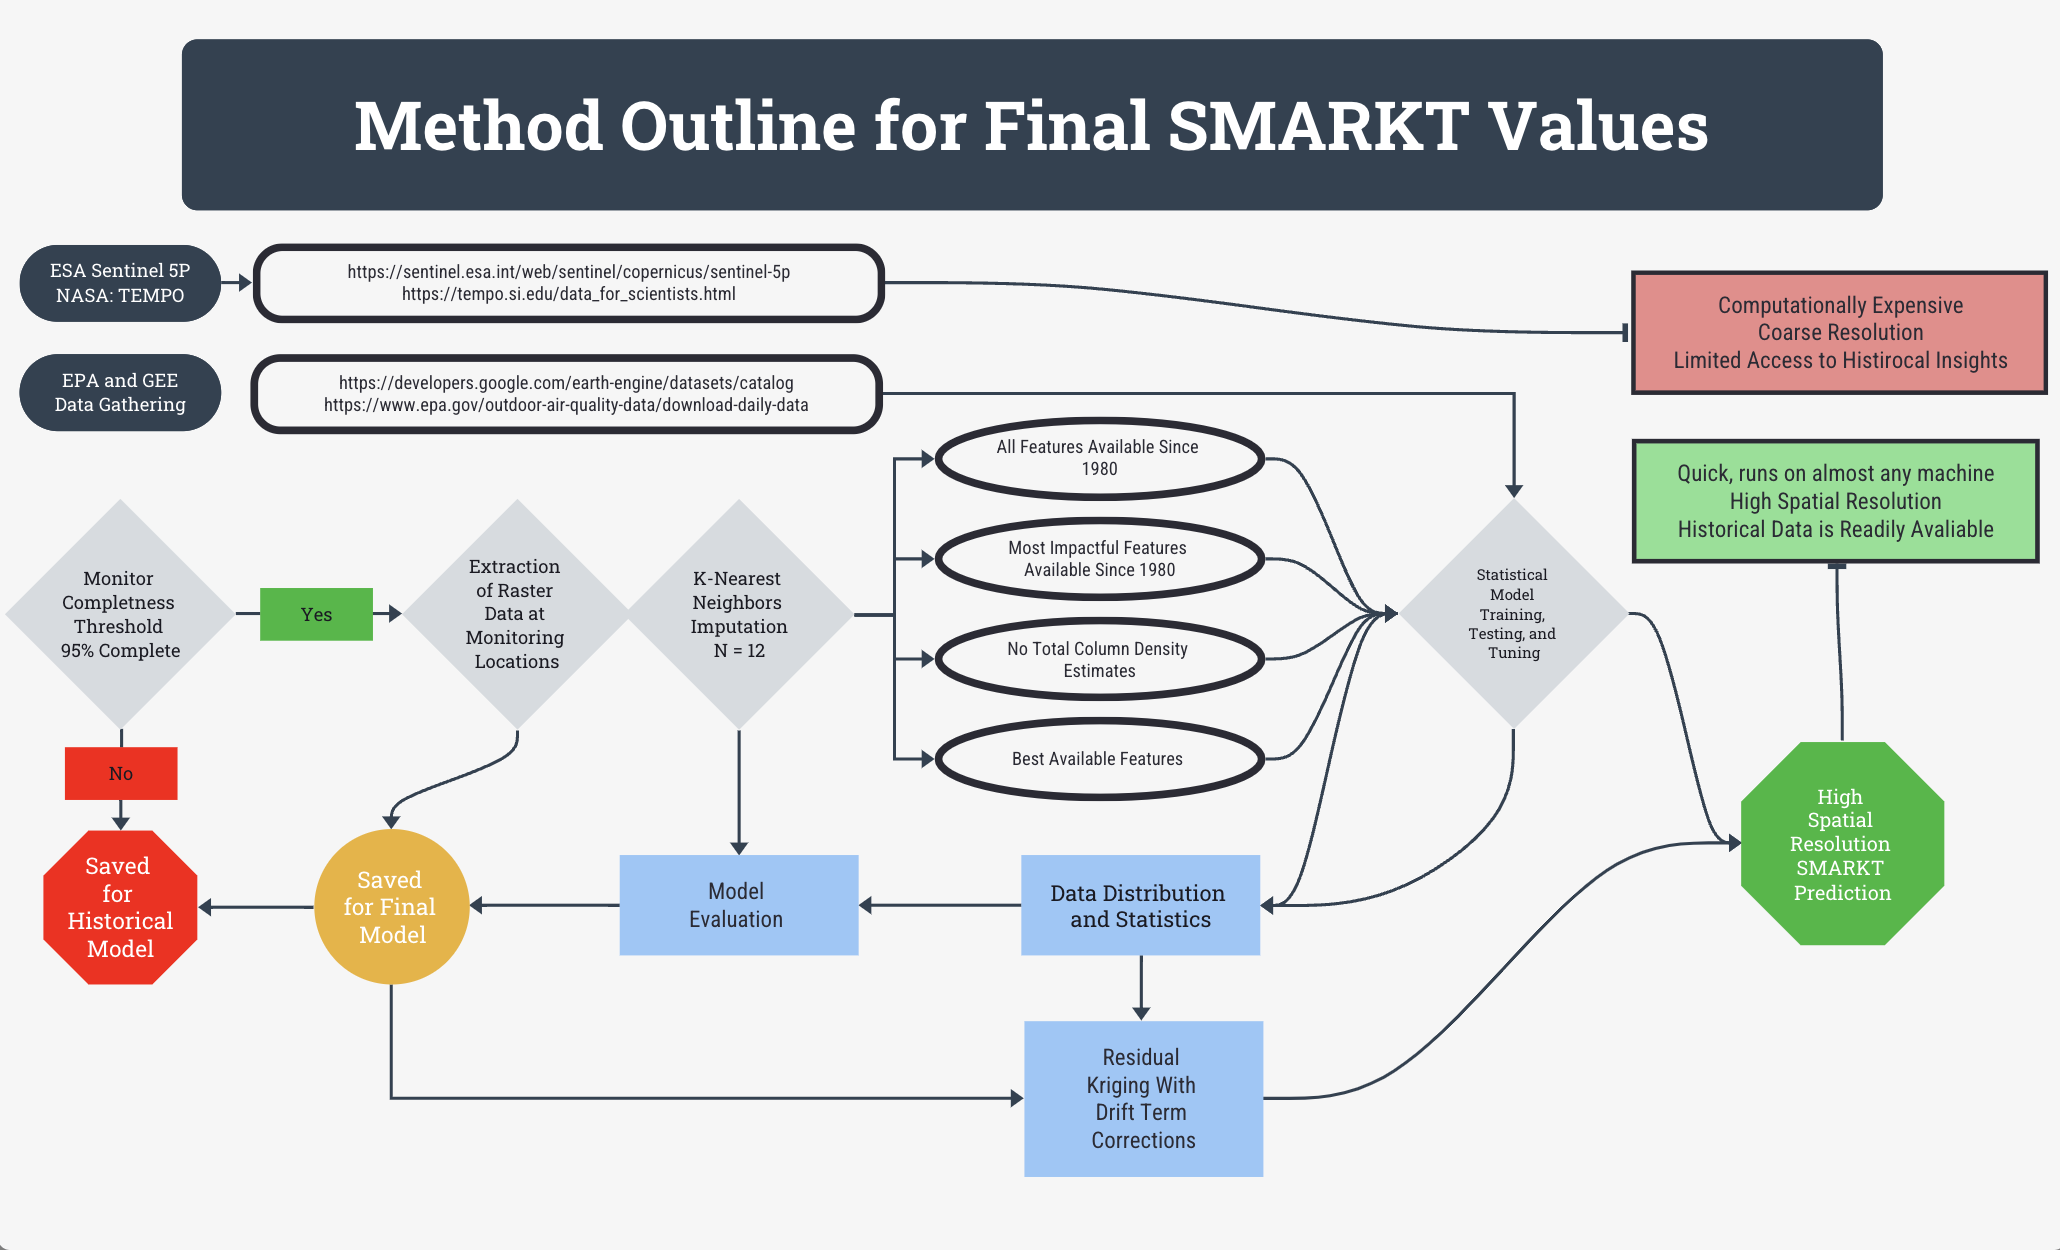 Method Outline for Final SMARKT Values
ESA Sentinel 5P
NASA: TEMPO
https://sentinel.esa.int/web/sentinel/copernicus/sentinel-5p
https://tempo.si.edu/data_for_scientists.html
Computationally Expensive
Coarse Resolution
Limited Access to Histirocal Insights
EPA and GEE
Data Gathering
https://developers.google.com/earth-engine/datasets/catalog
https://www.epa.gov/outdoor-air-quality-data/download-daily-data
Quick, runs on almost any machine
High Spatial Resolution
Historical Data is Readily Avaliable
Monitor
Completness
Threshold
95% Complete
Yes
Extraction
of Raster
Data at
Monitoring
Locations
K-Nearest
Neighbors
Imputation
N = 12
All Features Available Since
1980
Most Impactful Features
Available Since 1980
No Total Column Density
Estimates
Best Available Features
Statistical
Model
Training,
Testing, and
Tuning
No
Saved
for
Historical
Model
Saved
for Final
Model
Model
Evaluation
Data Distribution
and Statistics
High
Spatial
Resolution
SMARKT
Prediction
Residual
Kriging With
Drift Term
Corrections